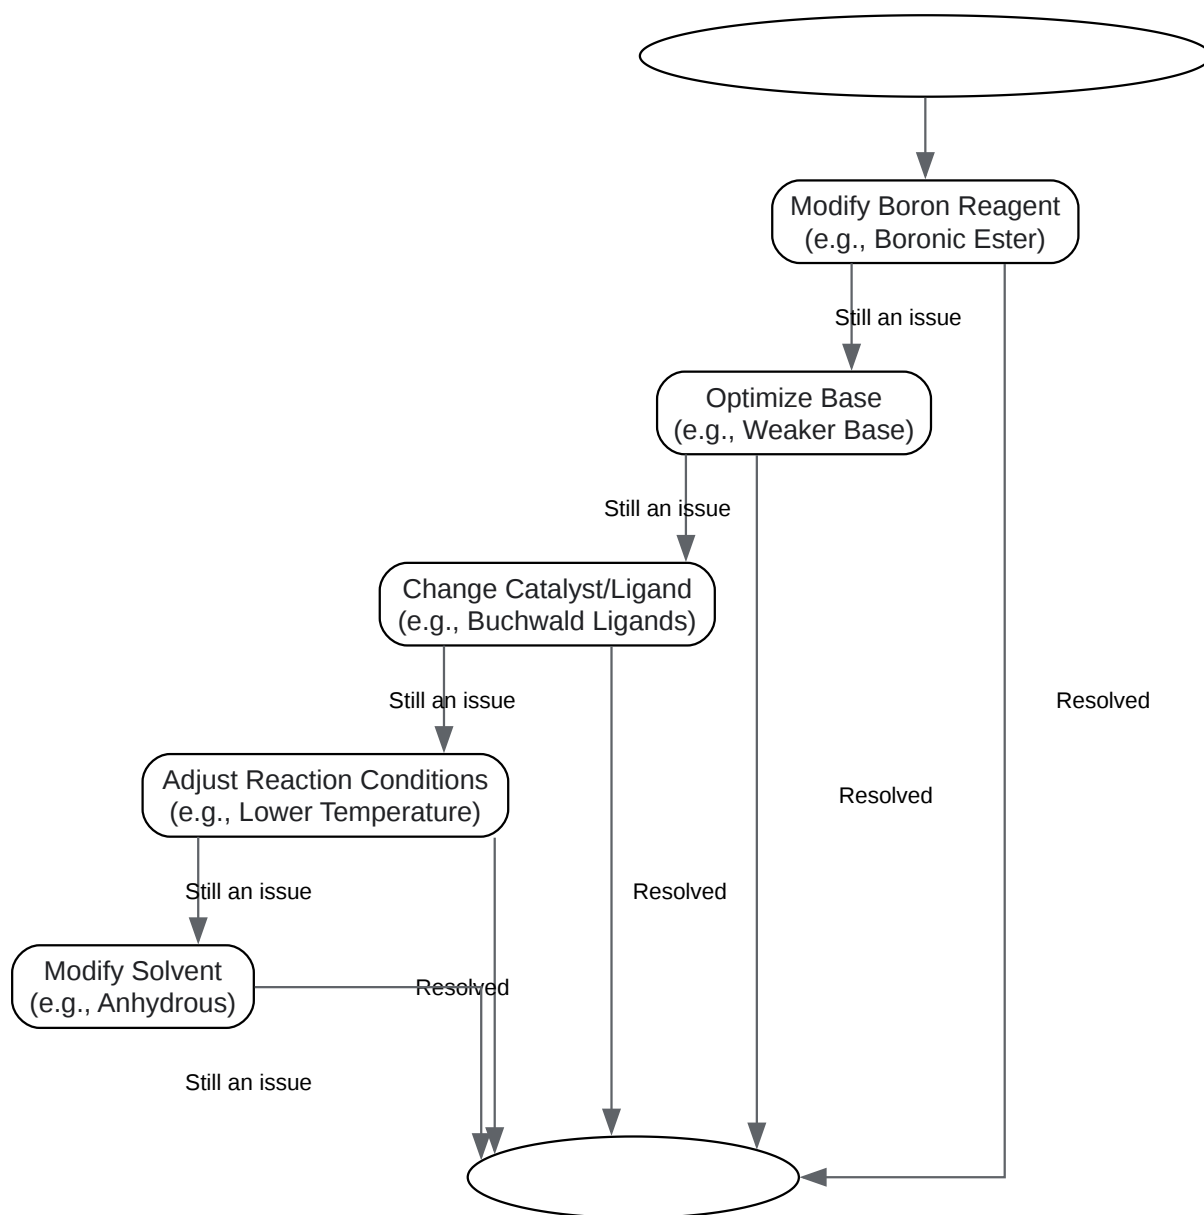 Modify Boron Reagent
(e.g., Boronic Ester)
Still an issue
Optimize Base
(e.g., Weaker Base)
Still an issue
Change Catalyst/Ligand
(e.g., Buchwald Ligands)
Still an issue
Resolved
Adjust Reaction Conditions
(e.g., Lower Temperature)
Resolved
Still an issue
Resolved
Modify Solvent
(e.g., Anhydrous)
Resolved
Still an issue